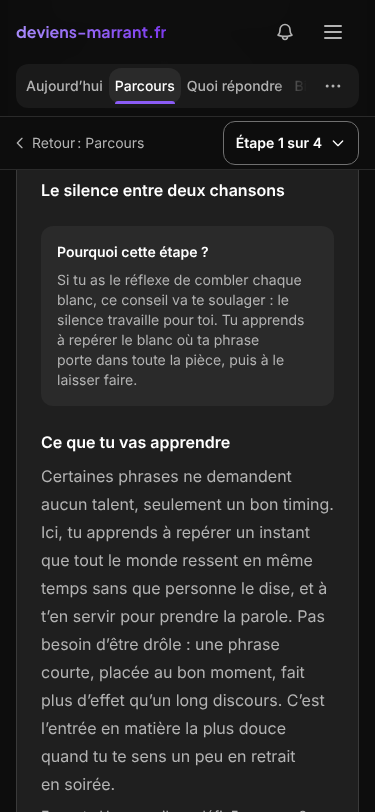 deviens-marrant.fr
Aujourd'hui Parcours Quoi répondre
Retour : Parcours
Étape 1 sur 4
Le silence entre deux chansons
Pourquoi cette étape ?
Si tu as le réflexe de combler chaque
blanc, ce conseil va te soulager : le
silence travaille pour toi. Tu apprends
à repérer le blanc où ta phrase
porte dans toute la pièce, puis à le
laisser faire.
Ce que tu vas apprendre
Certaines phrases ne demandent
aucun talent, seulement un bon timing.
Ici, tu apprends à repérer un instant
que tout le monde ressent en même
temps sans que personne le dise, et à
t'en servir pour prendre la parole. Pas
besoin d'être drôle : une phrase
courte, placée au bon moment, fait
plus d'effet qu'un long discours. C'est
l'entrée en matière la plus douce
quand tu te sens un peu en retrait
en soirée.